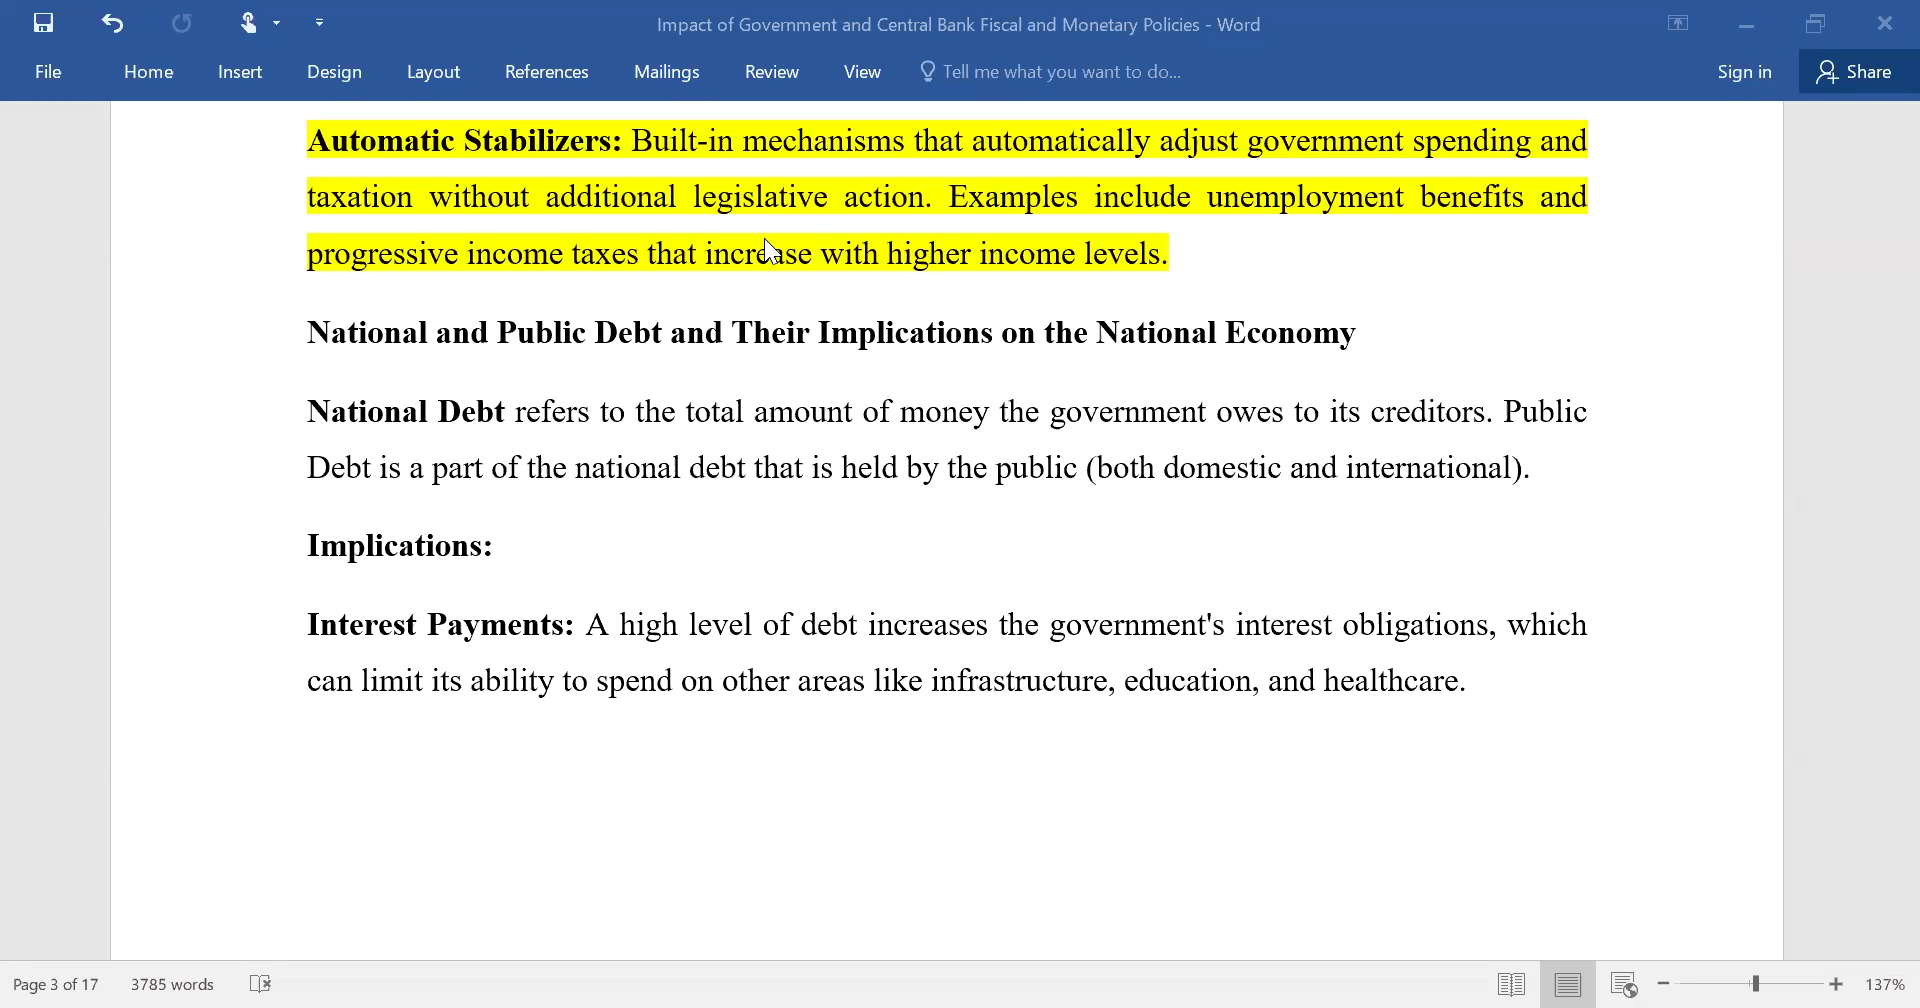 Impact of Government and Central Bank Fiscal and Monetary Policies - Word
File Home Insert Design Layout References Mailings Review View Tell me what you want to do... Sign in Share
Automatic Stabilizers: Built-in mechanisms that automatically adjust government spending and
taxation without additional legislative action. Examples include unemployment benefits and
progressive income taxes that increase with higher income levels.
National and Public Debt and Their Implications on the National Economy
National Debt refers to the total amount of money the government owes to its creditors. Public
Debt is a part of the national debt that is held by the public (both domestic and international).
Implications:
Interest Payments: A high level of debt increases the government's interest obligations, which
can limit its ability to spend on other areas like infrastructure, education, and healthcare.
Page 3 of 17 3785 words 137%